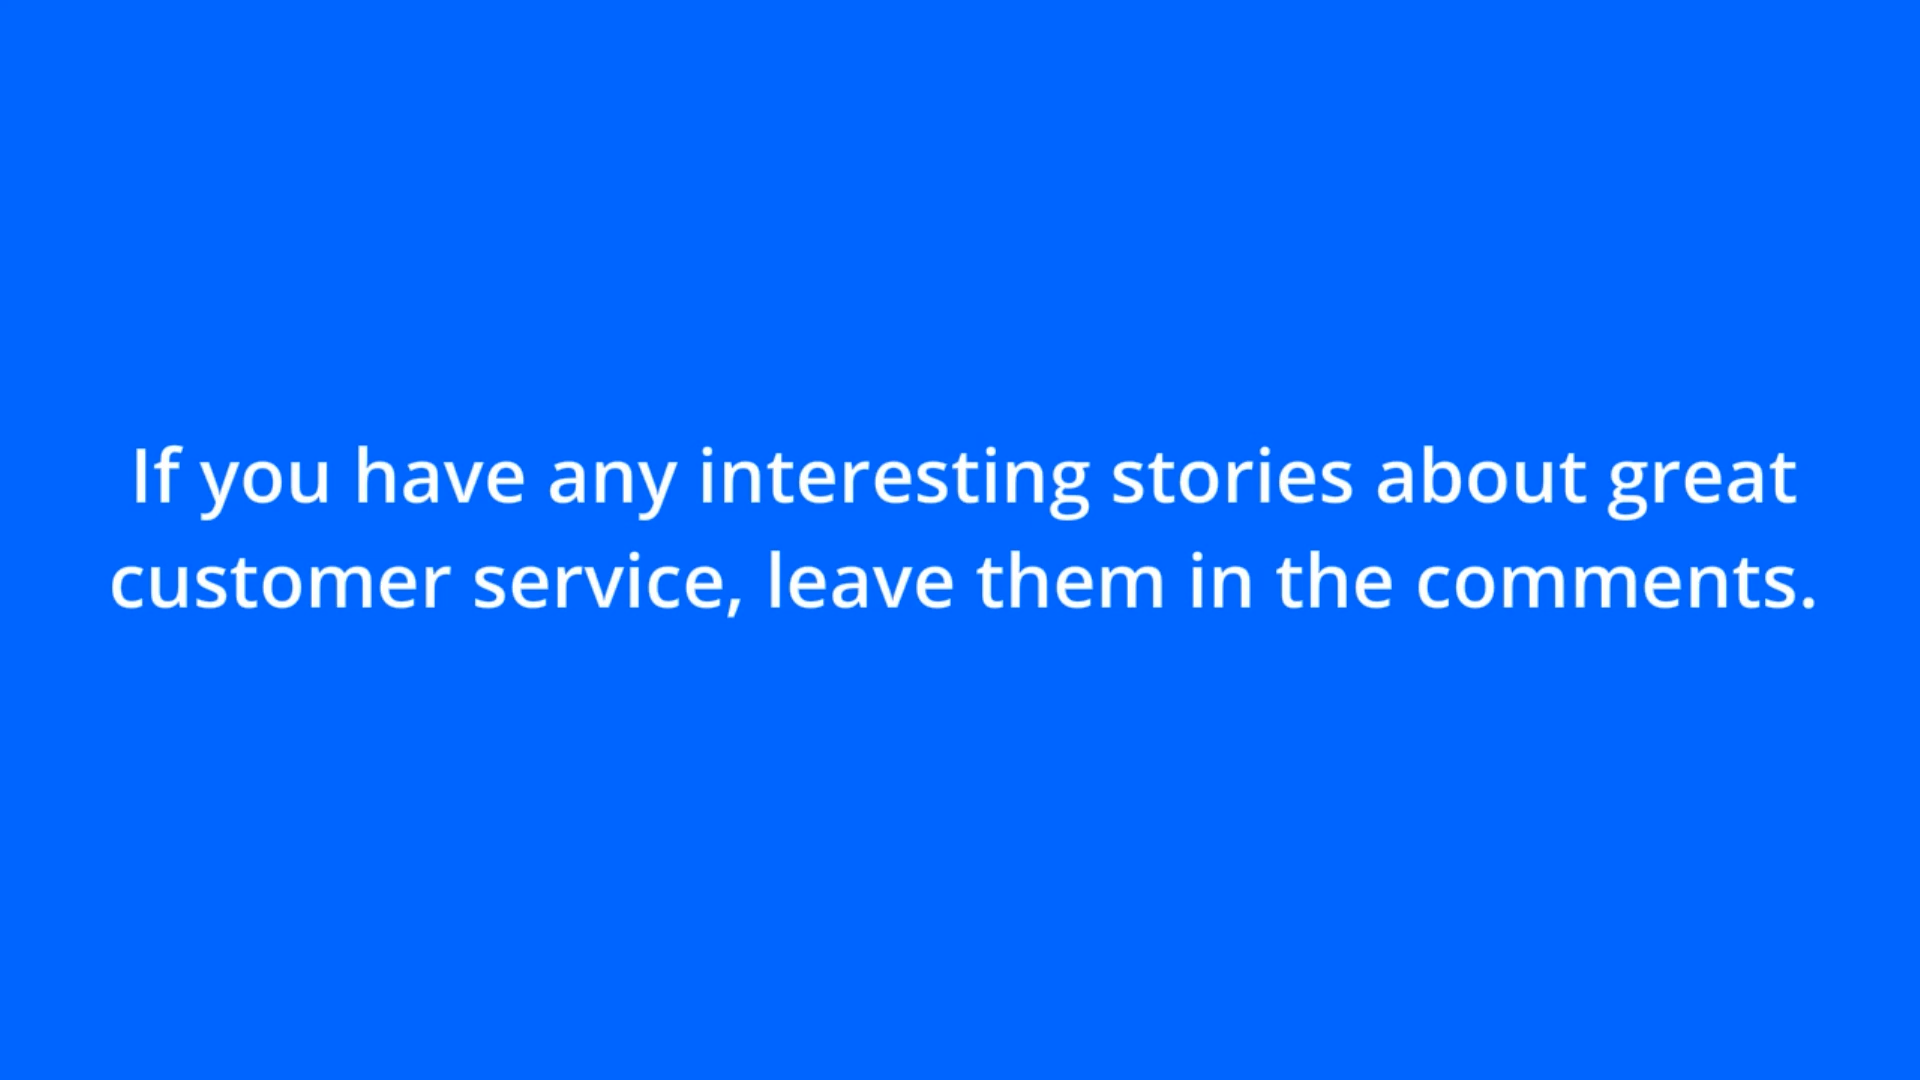 If you have any interesting stories about great
customer service, leave them in the comments.